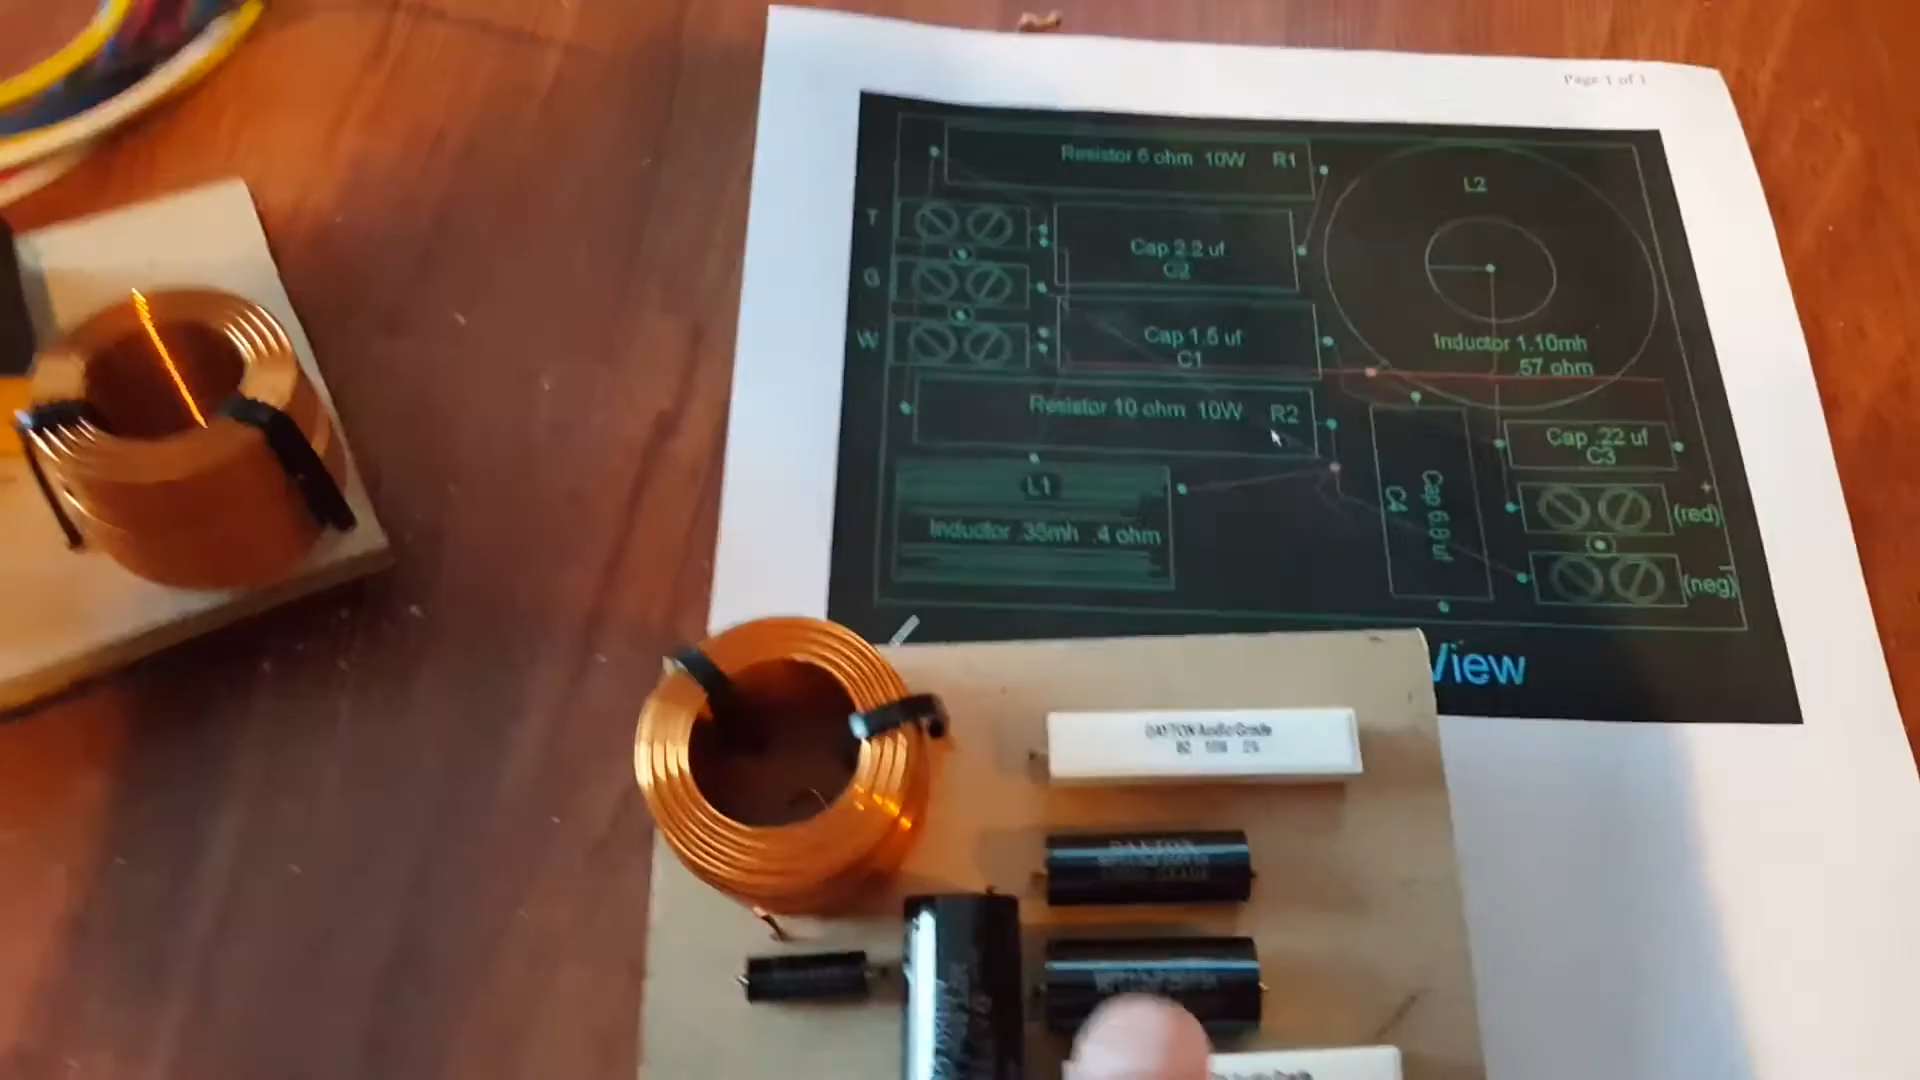 Page 1 of 1
Resistor 6 ohm 10W R1
L2
T
Cap 2.2 uf
C2
G
W
Cap 1.5 uf
C1
Inductor 1.10mh
.57 ohm
Resistor 10 ohm 10W R2
Cap .22 uf
C3
L1
Cap 6.8 uf
C4
+
(red)
Inductor .35mh .4 ohm
(neg)
View
DAYTON Audio Grade
DAYTON